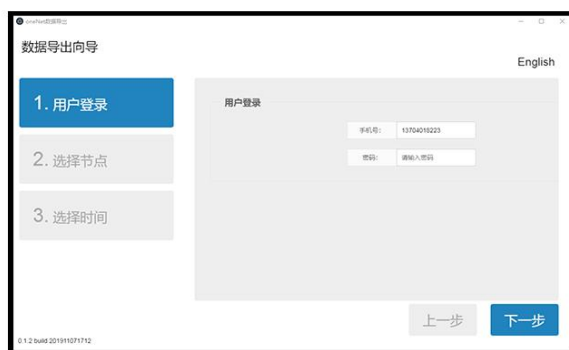 oneNet数据导出
数据导出向导
English
1. 用户登录
2. 选择节点
3. 选择时间
用户登录
手机号: 13704019223
密码: 请输入密码
上一步
下一步
0.1.2 build 201911071712